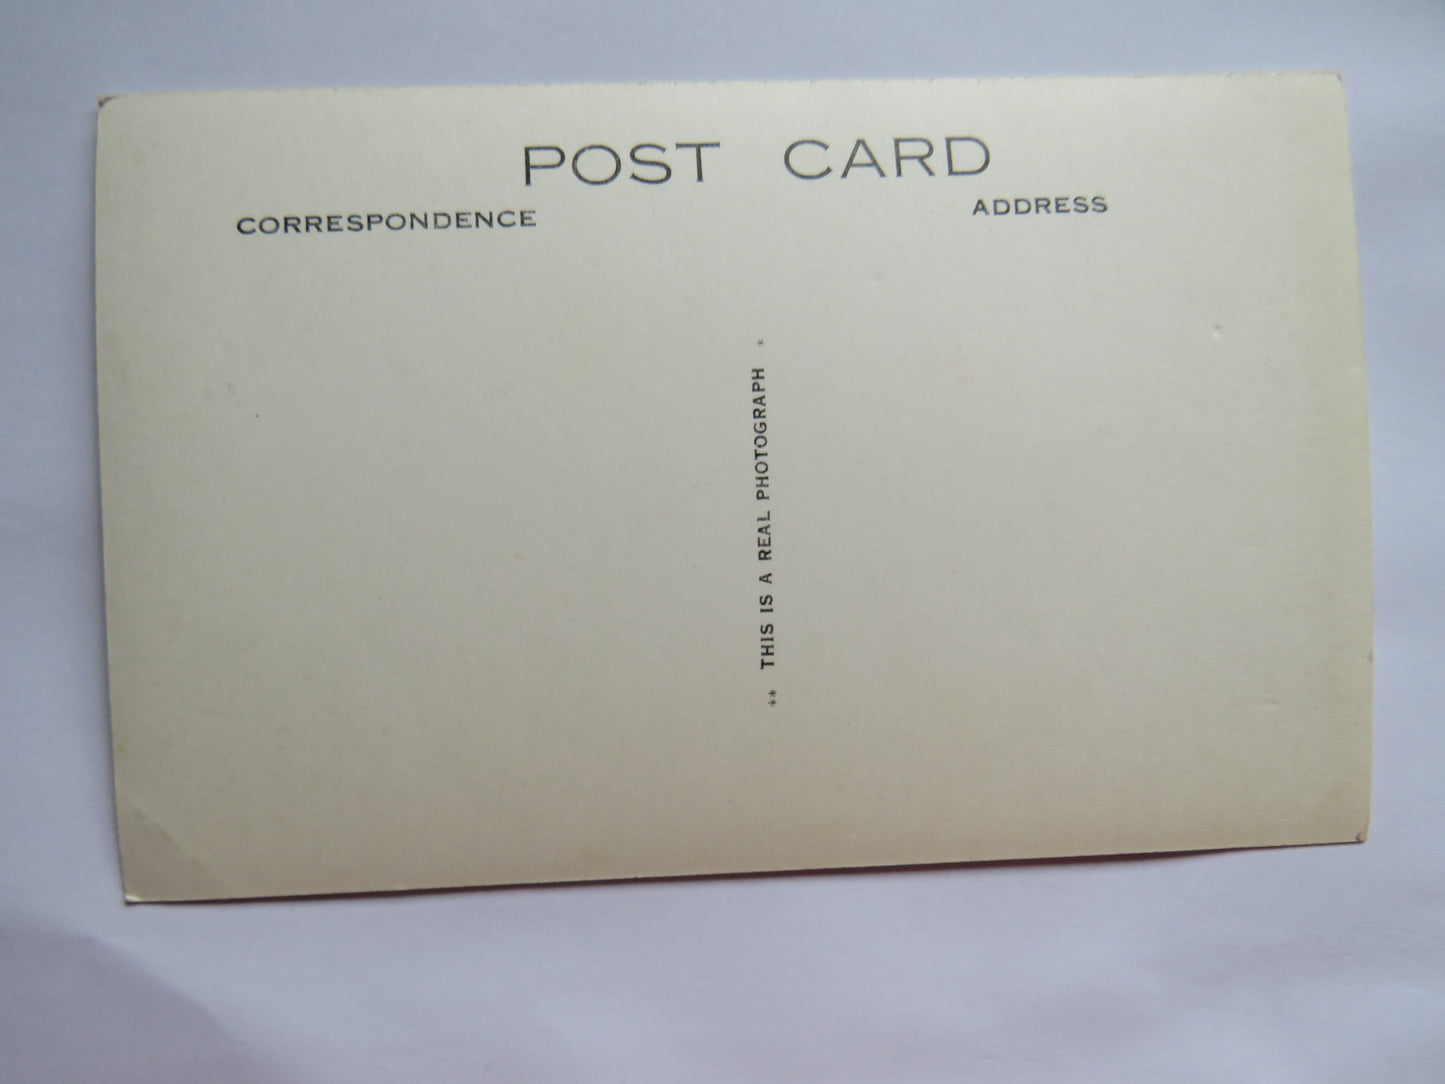 POST CARD
CORRESPONDENCE
ADDRESS
** THIS IS A REAL PHOTOGRAPH *